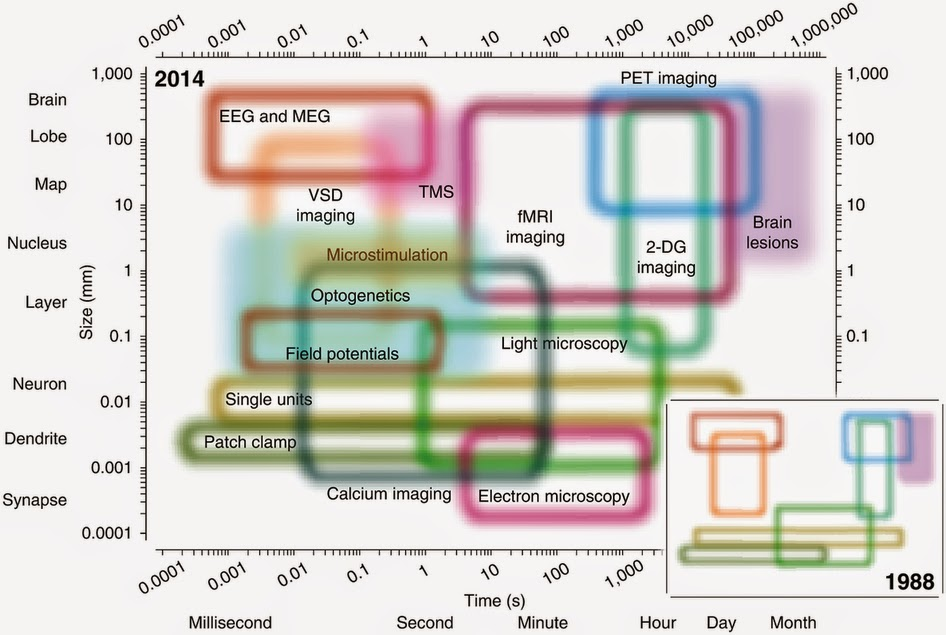 0.0001 0.001 0.01 0.1 1 10 100 1,000 10,000 100,000 1,000,000
2014
PET imaging
1,000 1,000
Brain
EEG and MEG
Lobe 100 100
Map
TMS
VSD
imaging
10 10
fMRI
imaging
Brain
lesions
Nucleus
Microstimulation
2-DG
imaging
1 1
Size (mm)
Layer
Optogenetics
0.1 0.1
Light microscopy
Field potentials
Neuron
Single units
0.01
Dendrite
Patch clamp
0.001
Calcium imaging
Electron microscopy
Synapse
0.0001
1988
0.0001 0.001 0.01 0.1 1 10 100 1,000
Time (s)
Millisecond Second Minute Hour Day Month